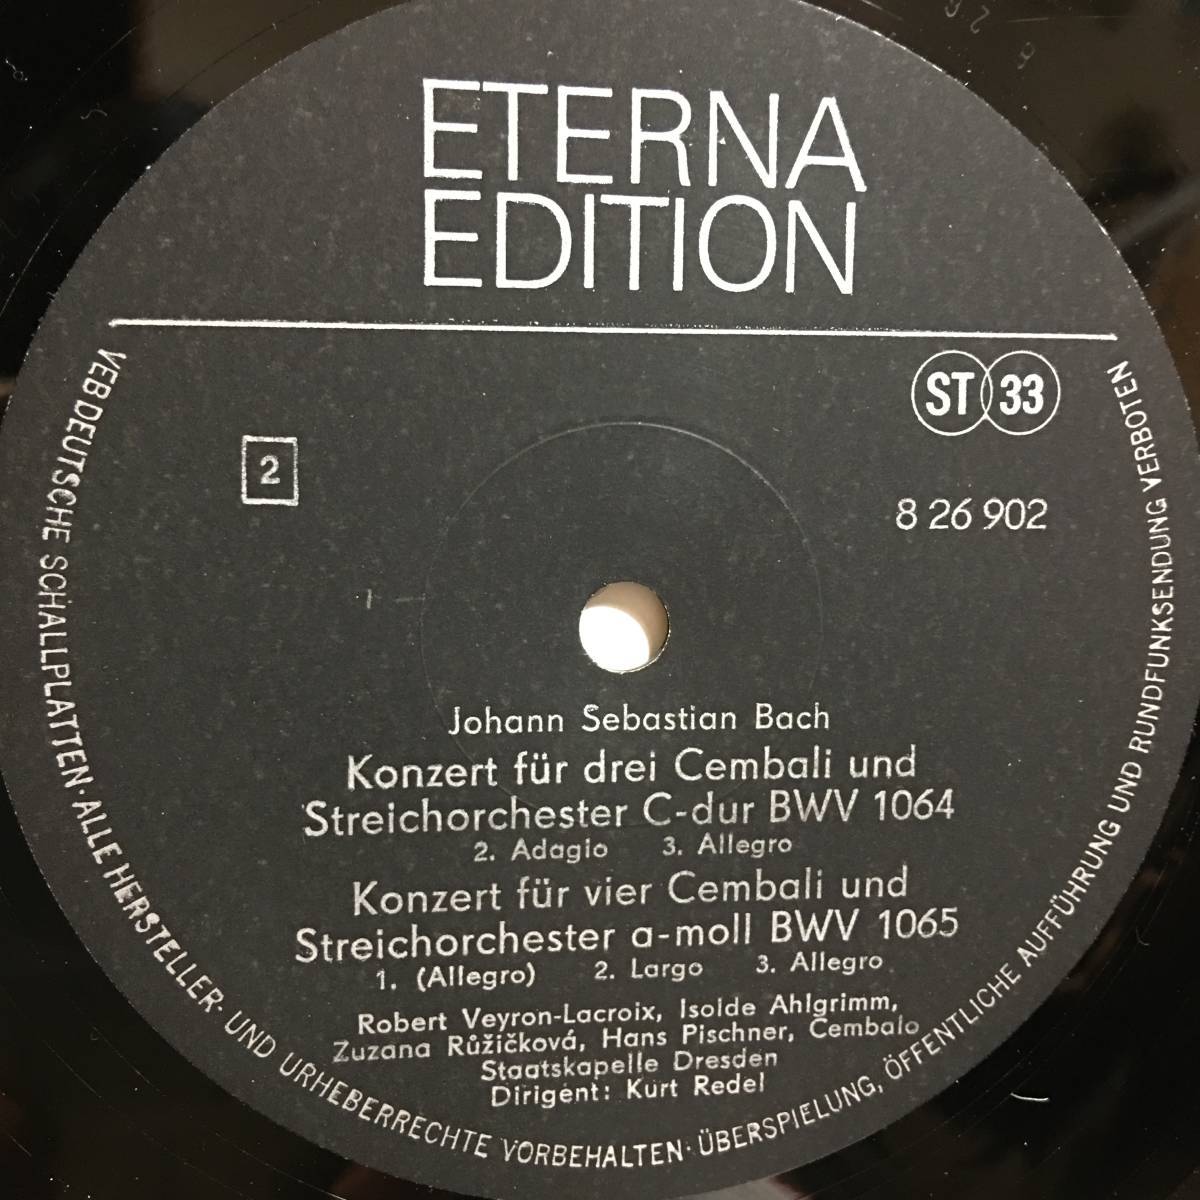 ETERNA
EDITION
ST 33
2
8 26 902
Johann Sebastian Bach
Konzert für drei Cembali und
Streichorchester C-dur BWV 1064
2. Adagio 3. Allegro
Konzert für vier Cembali und
Streichorchester a-moll BWV 1065
1. (Allegro) 2. Largo 3. Allegro
Robert Veyron-Lacroix, Isolde Ahlgrimm,
Zuzana Růžičková, Hans Pischner, Cembalo
Staatskapelle Dresden
Dirigent: Kurt Redel
VEB DEUTSCHE SCHALLPLATTEN · ALLE HERSTELLER- UND URHEBERRECHTE VORBEHALTEN · ÜBERSPIELUNG, ÖFFENTLICHE AUFFÜHRUNG UND RUNDFUNKSENDUNG VERBOTEN